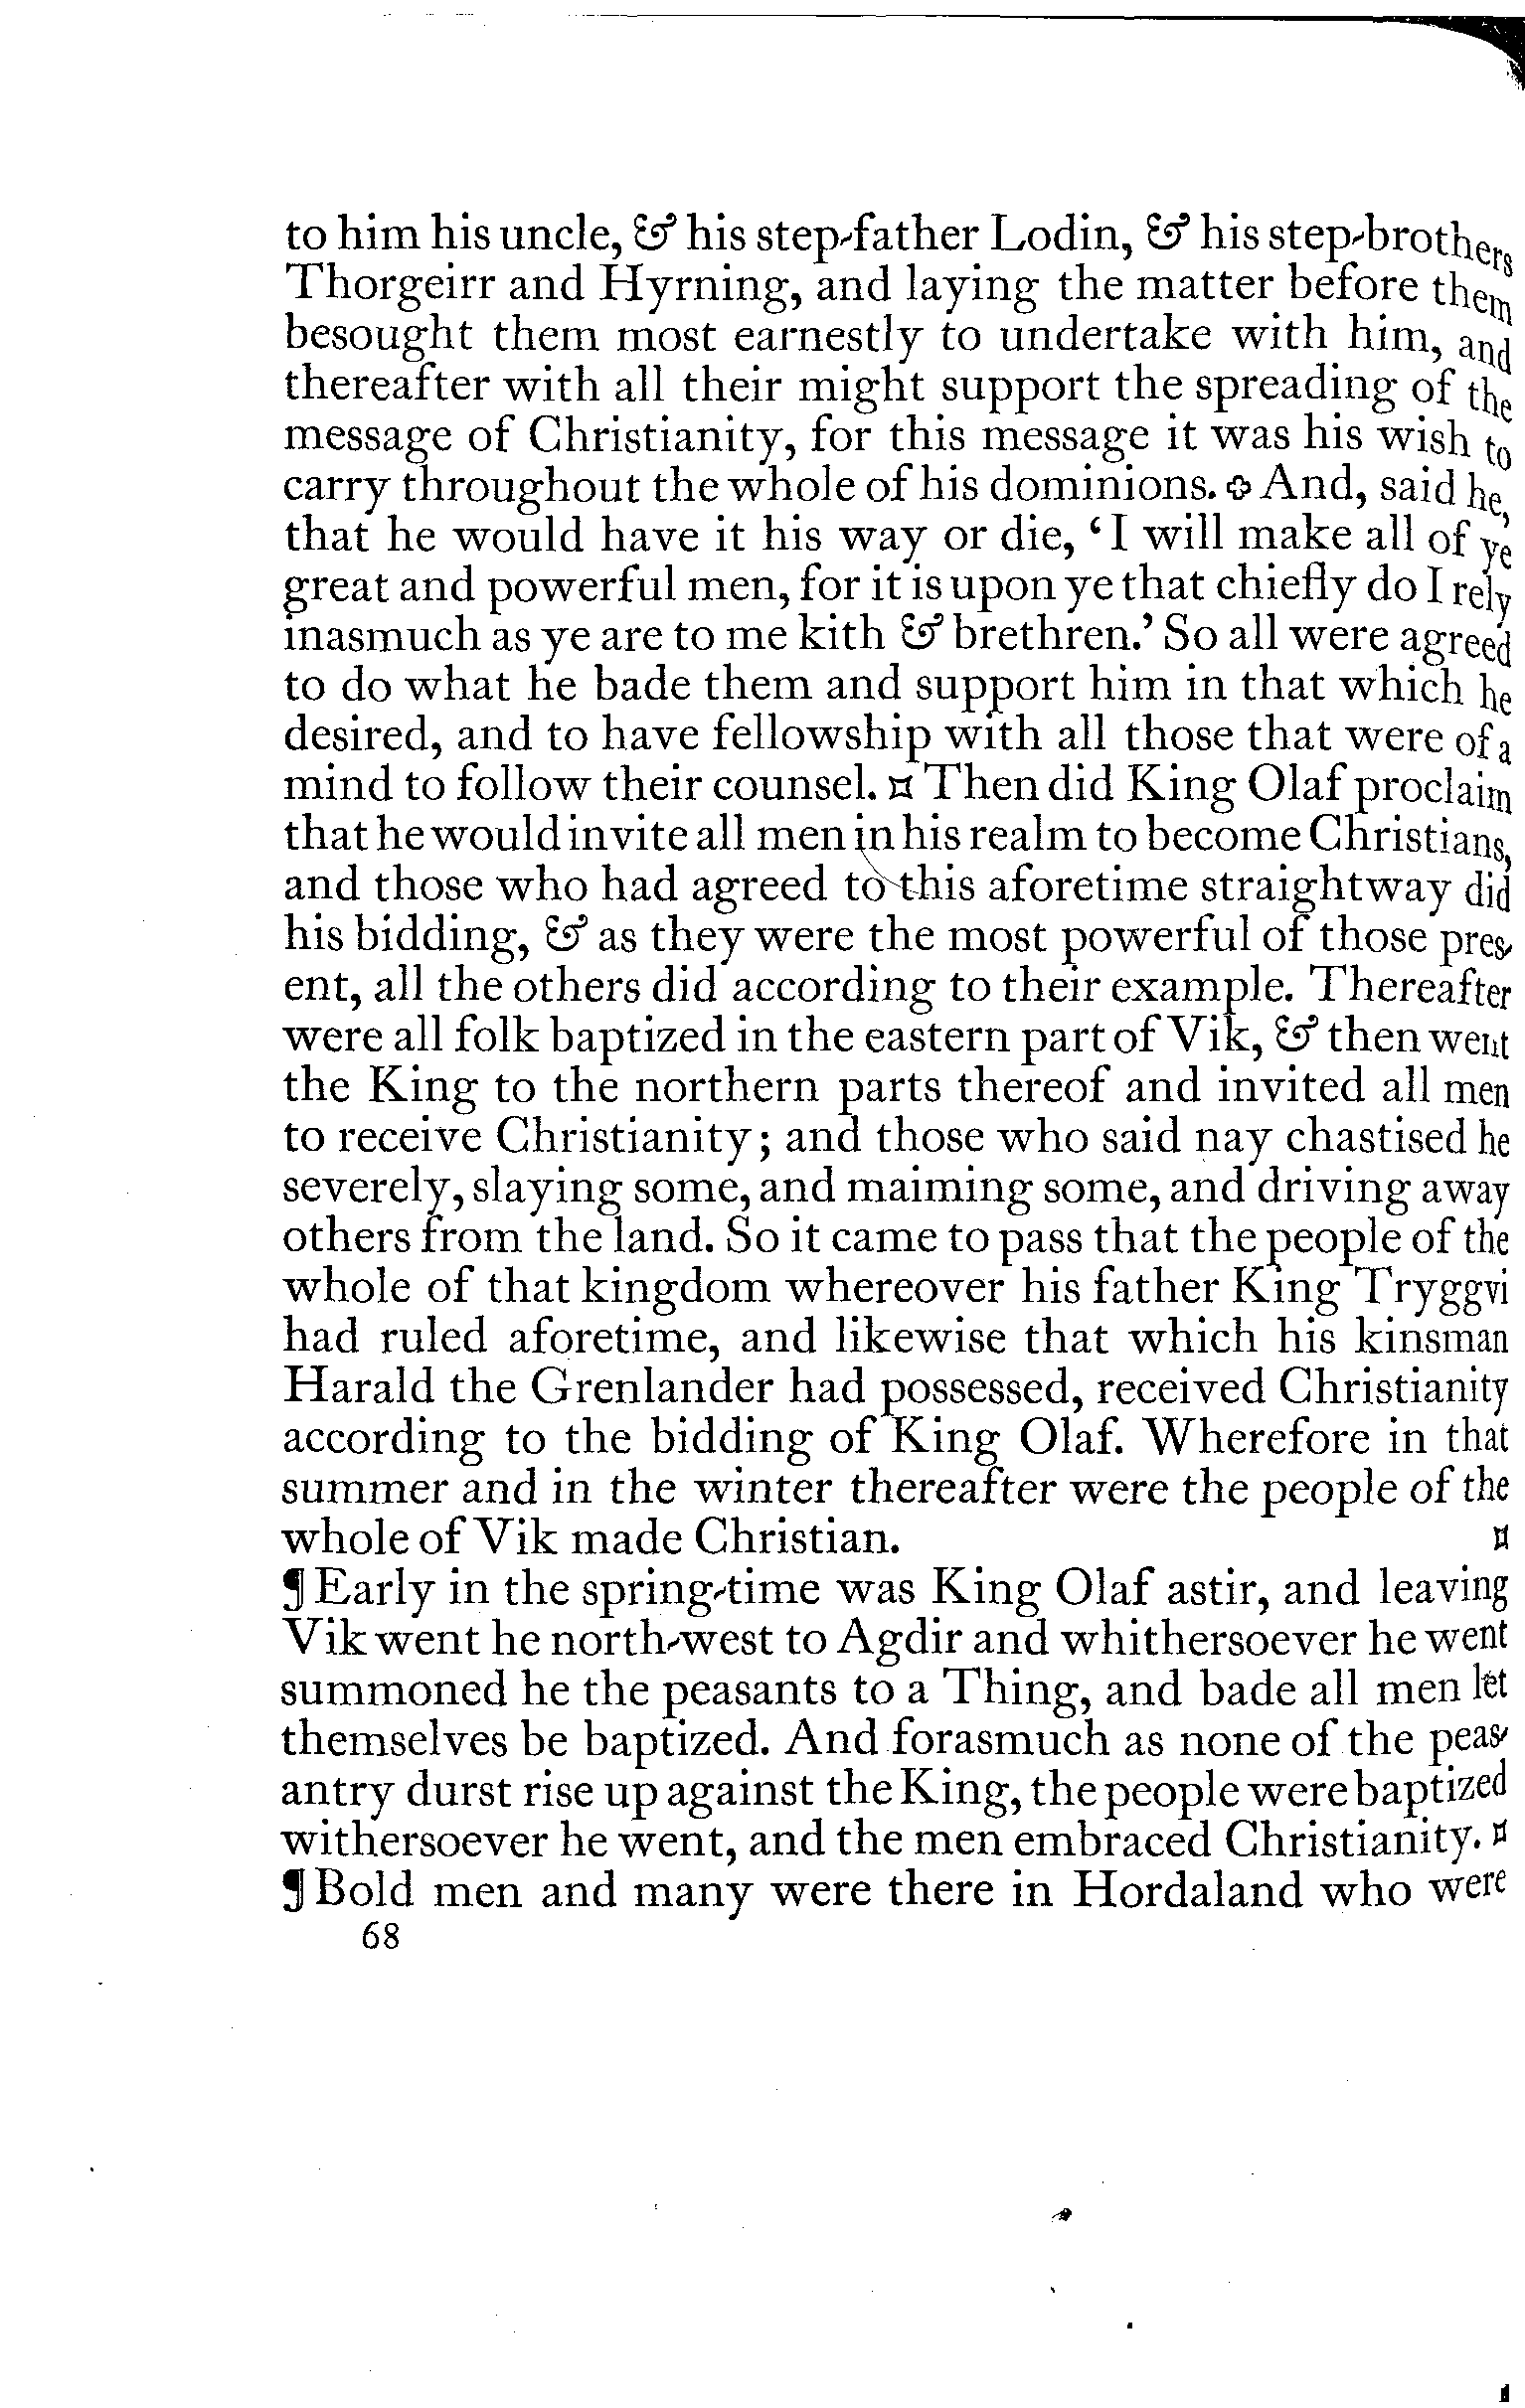 to him his uncle, & his step-father Lodin, & his step-brothers
Thorgeirr and Hyrning, and laying the matter before them
besought them most earnestly to undertake with him, and
thereafter with all their might support the spreading of the
message of Christianity, for this message it was his wish to
carry throughout the whole of his dominions. ✥ And, said he,
that he would have it his way or die, ‘I will make all of ye
great and powerful men, for it is upon ye that chiefly do I rely
inasmuch as ye are to me kith & brethren.’ So all were agreed
to do what he bade them and support him in that which he
desired, and to have fellowship with all those that were of a
mind to follow their counsel. ¤ Then did King Olaf proclaim
that he would invite all men in his realm to become Christians,
and those who had agreed to this aforetime straightway did
his bidding, & as they were the most powerful of those pres-
ent, all the others did according to their example. Thereafter
were all folk baptized in the eastern part of Vik, & then went
the King to the northern parts thereof and invited all men
to receive Christianity; and those who said nay chastised he
severely, slaying some, and maiming some, and driving away
others from the land. So it came to pass that the people of the
whole of that kingdom whereover his father King Tryggvi
had ruled aforetime, and likewise that which his kinsman
Harald the Grenlander had possessed, received Christianity
according to the bidding of King Olaf. Wherefore in that
summer and in the winter thereafter were the people of the
whole of Vik made Christian. ¤
¶ Early in the spring-time was King Olaf astir, and leaving
Vik went he north-west to Agdir and whithersoever he went
summoned he the peasants to a Thing, and bade all men let
themselves be baptized. And forasmuch as none of the peas-
antry durst rise up against the King, the people were baptized
withersoever he went, and the men embraced Christianity. ¤
¶ Bold men and many were there in Hordaland who were
68